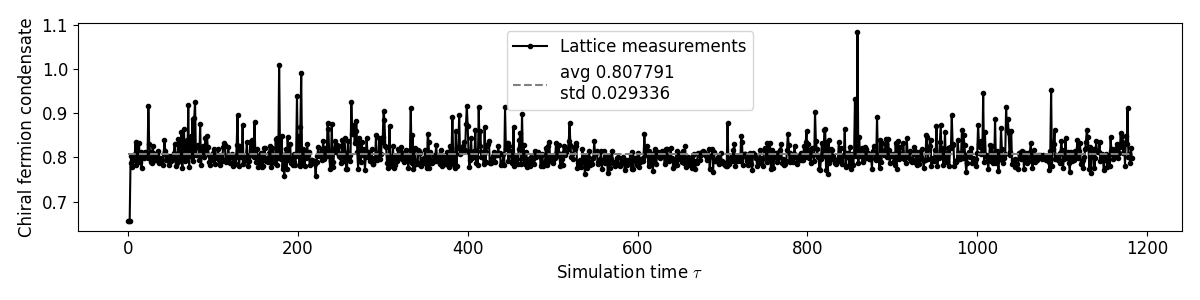 Chiral fermion condensate
1.1
1.0
0.9
0.8
0.7
Lattice measurements
avg 0.807791
std 0.029336
0
200
400
600
800
1000
1200
Simulation time τ